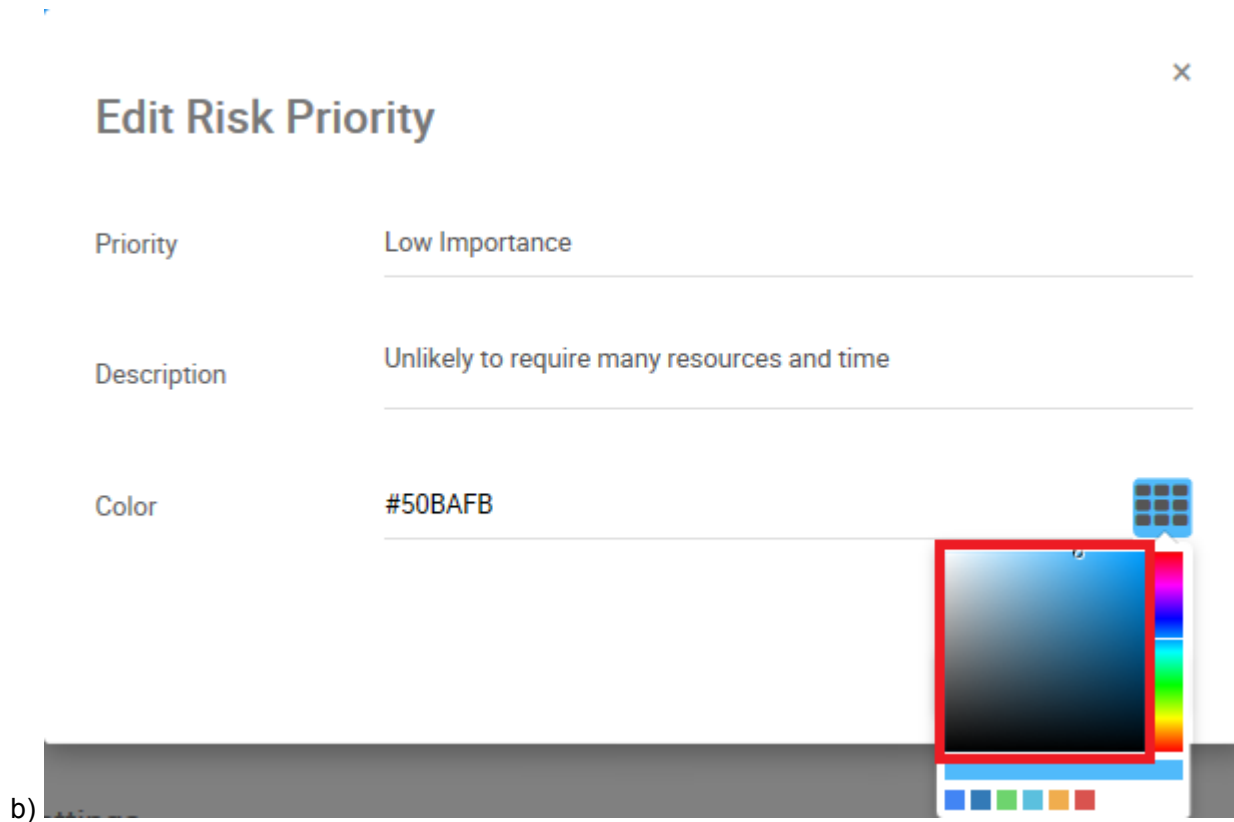 ×
Edit Risk Priority
Priority Low Importance
Description Unlikely to require many resources and time
Color #50BAFB
b)